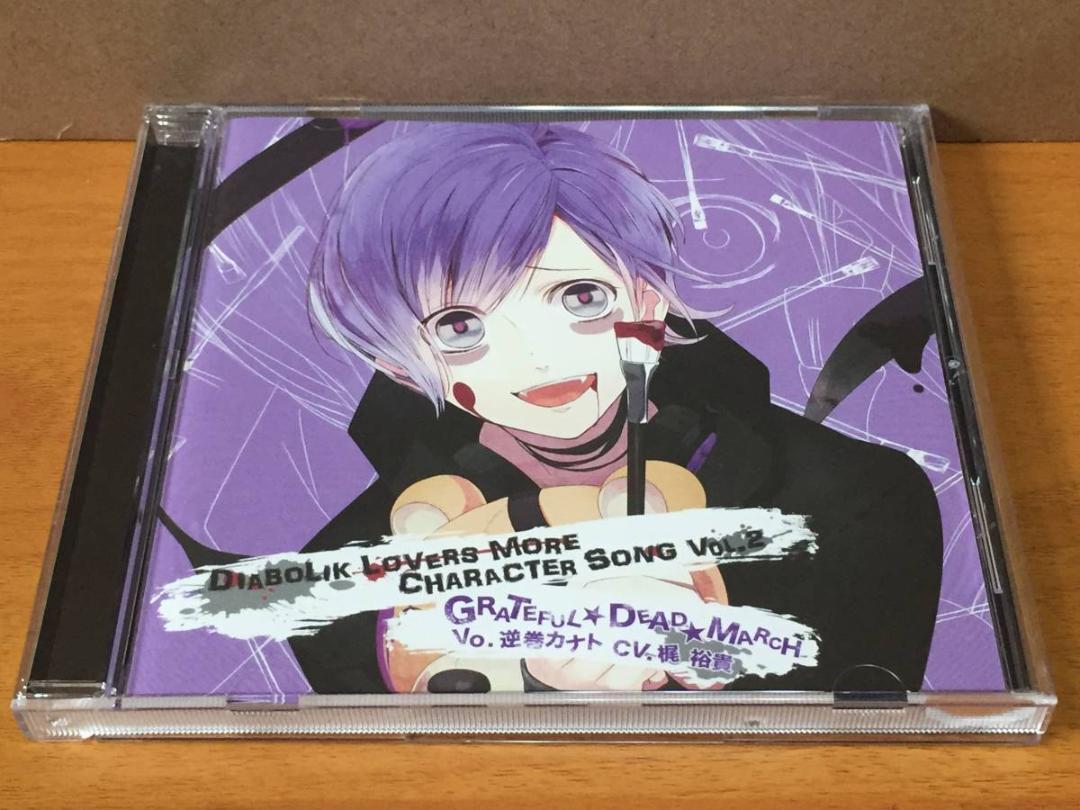 DIABOLIK LOVERS MORE
CHARACTER SONG VOL.2
GRATEFUL★DEAD★MARCH
Vo. 逆巻カナト CV. 梶 裕貴